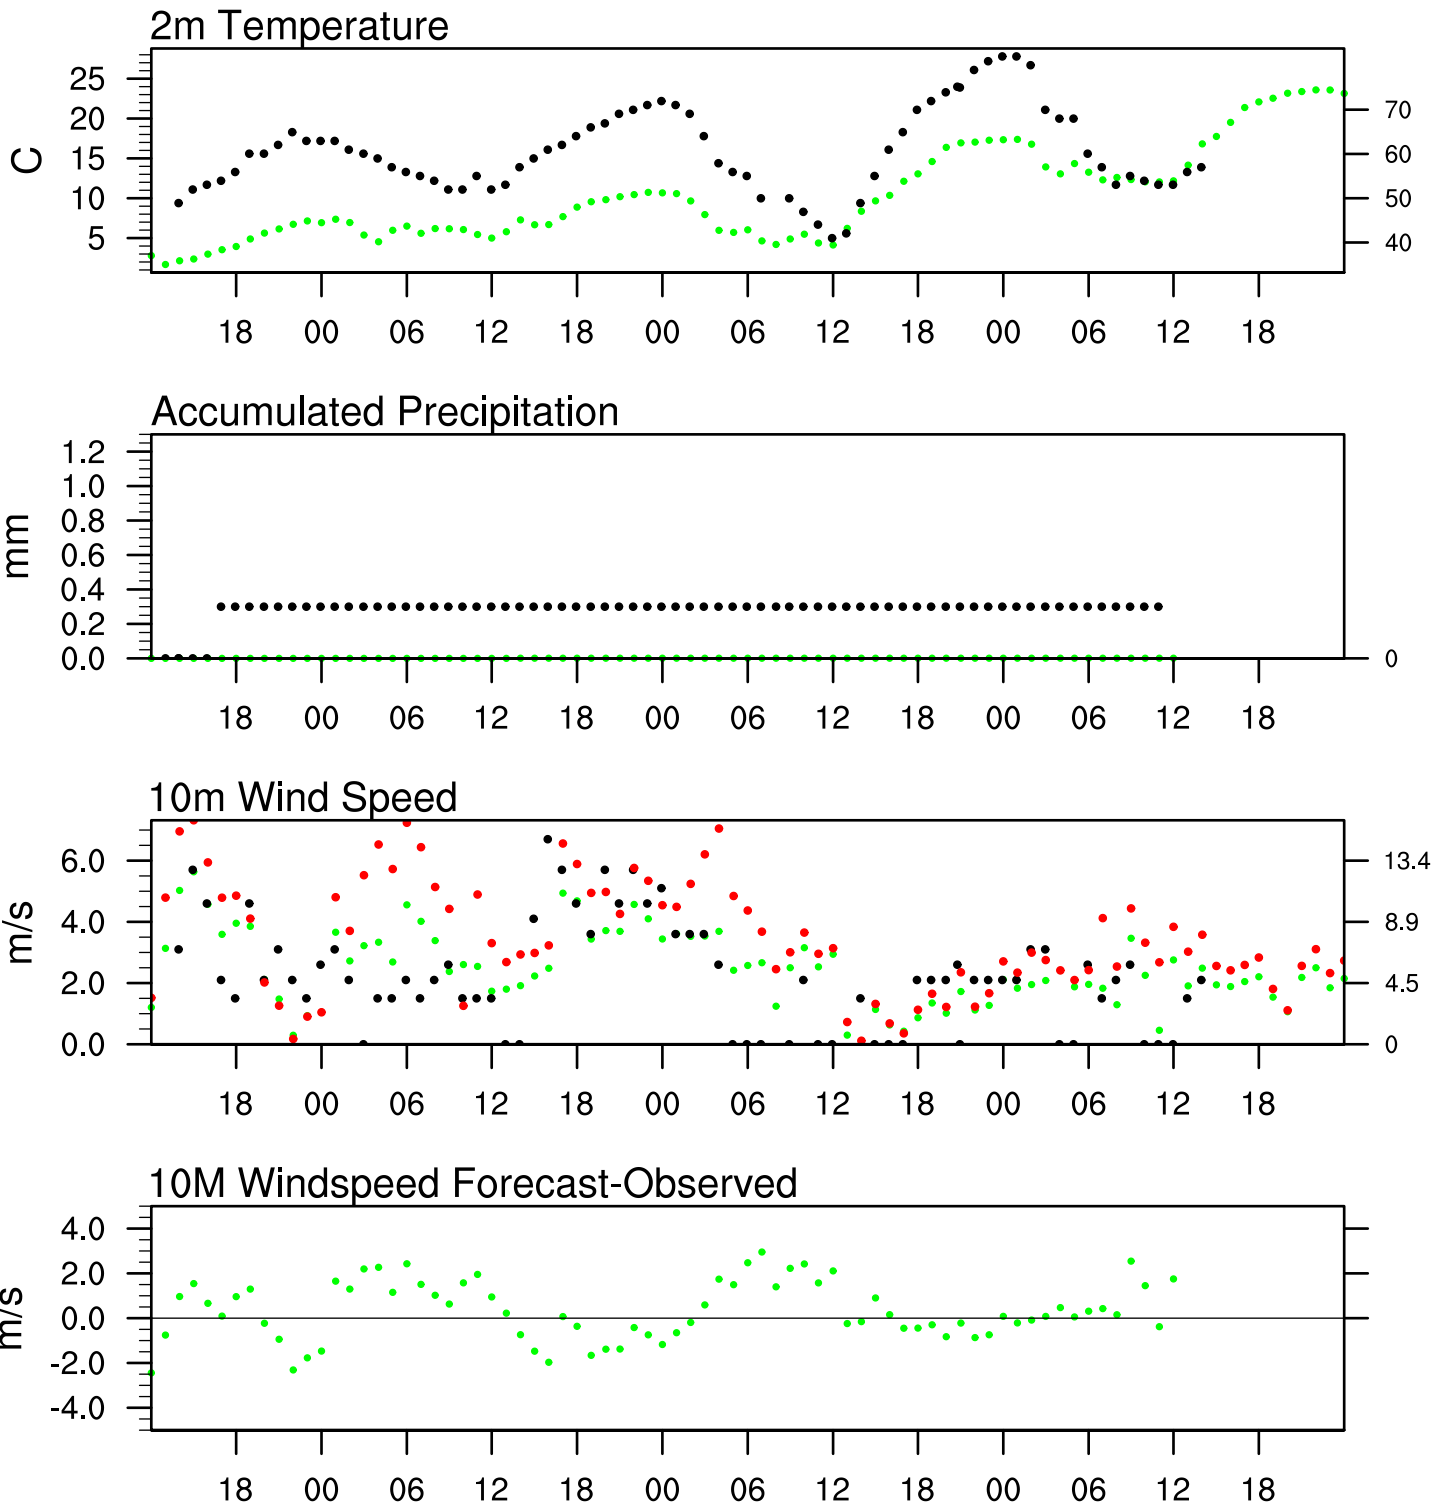 2m Temperature
25
20
15
10
5
C
70
60
50
40
18 00 06 12 18 00 06 12 18 00 06 12 18
Accumulated Precipitation
1.2
1.0
0.8
0.6
0.4
0.2
0.0
mm
0
18 00 06 12 18 00 06 12 18 00 06 12 18
10m Wind Speed
6.0
4.0
2.0
0.0
m/s
13.4
8.9
4.5
0
18 00 06 12 18 00 06 12 18 00 06 12 18
10M Windspeed Forecast-Observed
4.0
2.0
0.0
-2.0
-4.0
m/s
18 00 06 12 18 00 06 12 18 00 06 12 18